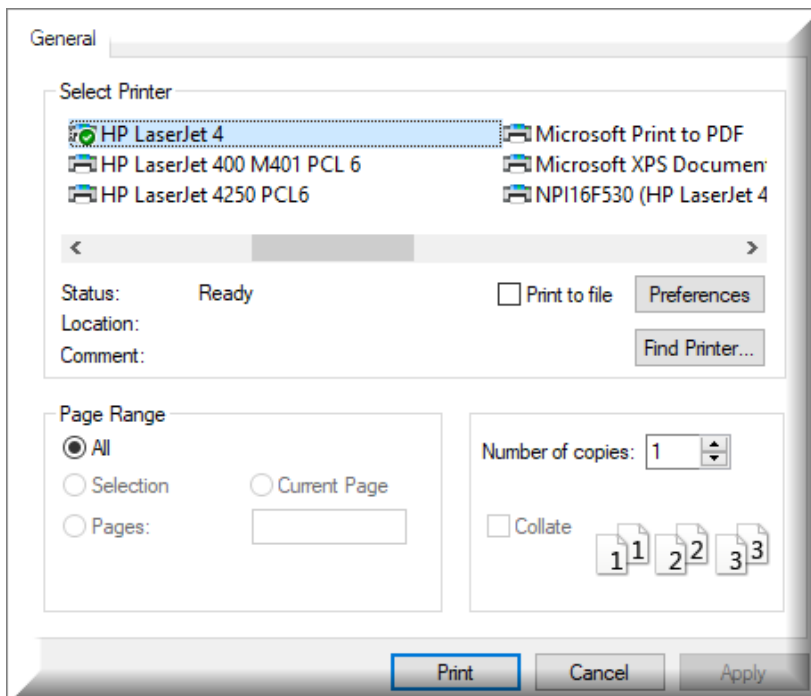 General
Select Printer
HP LaserJet 4
HP LaserJet 400 M401 PCL 6
HP LaserJet 4250 PCL6
Microsoft Print to PDF
Microsoft XPS Documen
NPI16F530 (HP LaserJet 4
Status: Ready
Location:
Comment:
Print to file
Preferences
Find Printer...
Page Range
All
Selection
Current Page
Pages:
Number of copies: 1
Collate
1 1 2 2 3 3
Print
Cancel
Apply